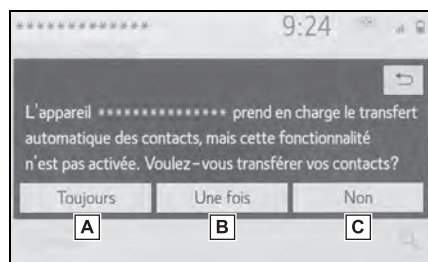 ************* 9:24
L'appareil *************** prend en charge le transfert
automatique des contacts, mais cette fonctionnalité
n'est pas activée. Voulez-vous transférer vos contacts?
Toujours Une fois Non
A B C